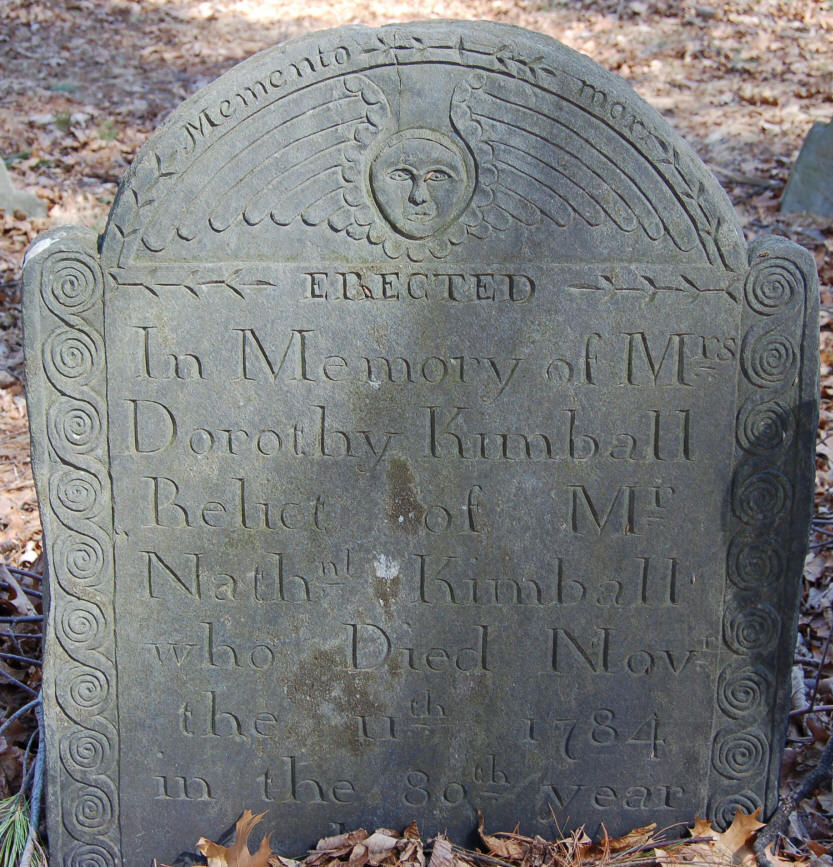 Memento mori
ERECTED
In Memory of Mrs
Dorothy Kimball
Relict of Mr
Nathnl Kimball
who Died Novr
the 11th 1784
in the 80th year